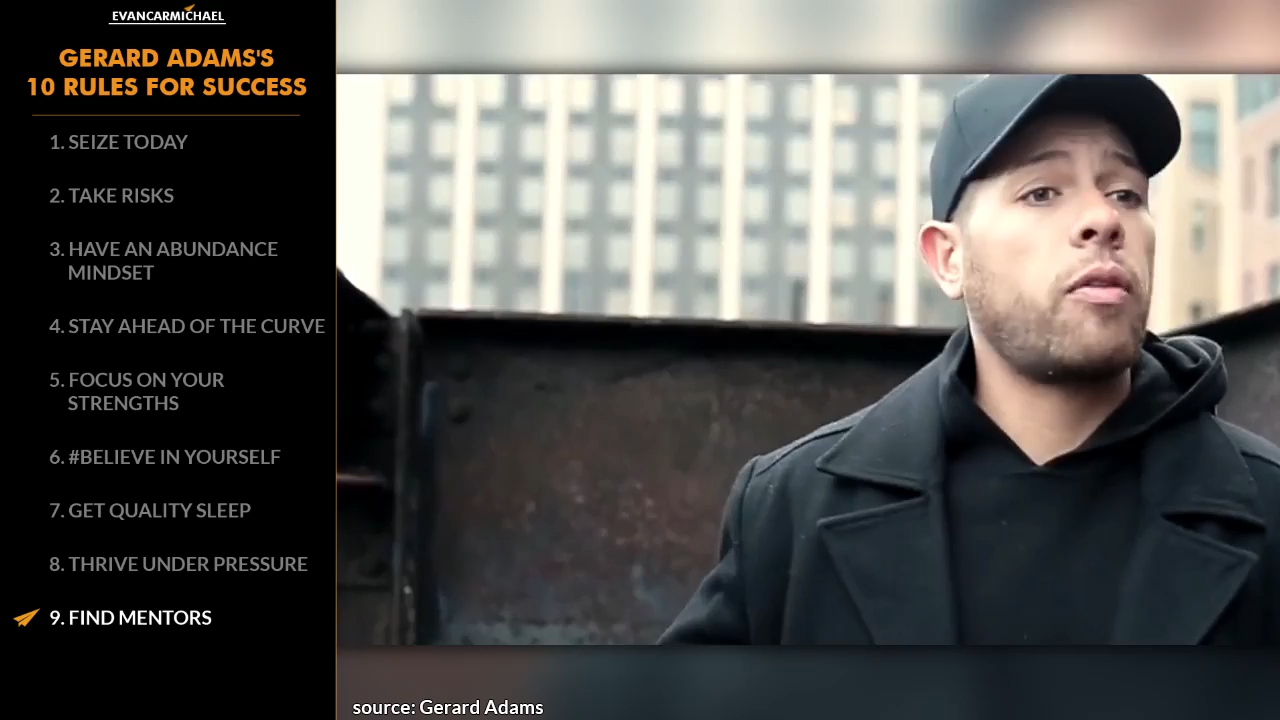 EVANCARMICHAEL
GERARD ADAMS'S
10 RULES FOR SUCCESS
1. SEIZE TODAY
2. TAKE RISKS
3. HAVE AN ABUNDANCE
MINDSET
4. STAY AHEAD OF THE CURVE
5. FOCUS ON YOUR
STRENGTHS
6. #BELIEVE IN YOURSELF
7. GET QUALITY SLEEP
8. THRIVE UNDER PRESSURE
9. FIND MENTORS
source: Gerard Adams